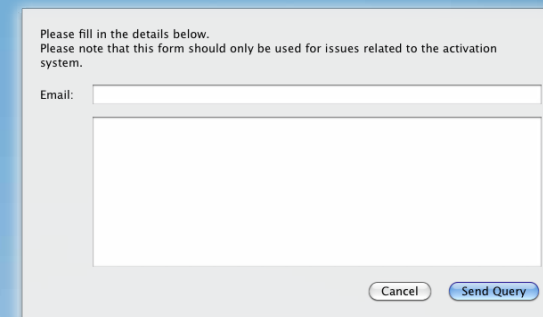 Please fill in the details below.
Please note that this form should only be used for issues related to the activation
system.
Email:
Cancel
Send Query